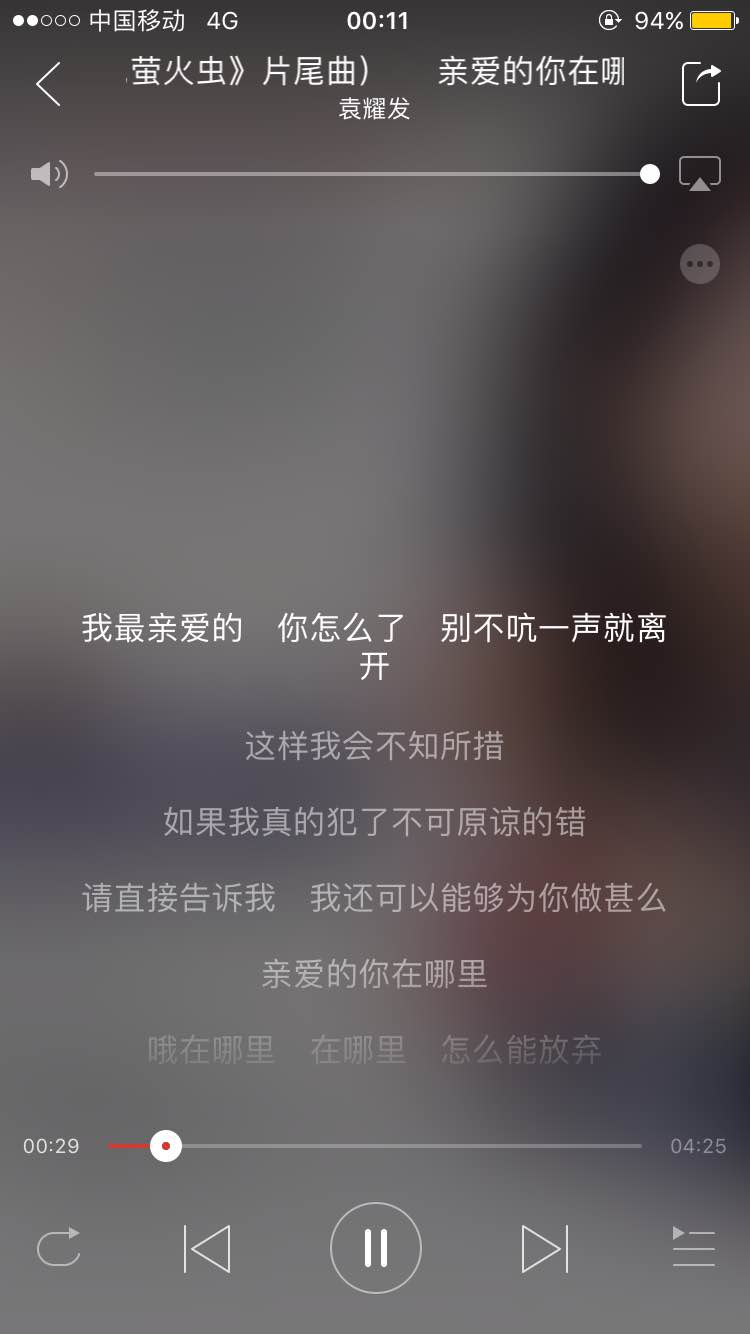 中国移动 4G 00:11 94%
萤火虫》片尾曲） 亲爱的你在哪
袁耀发
我最亲爱的 你怎么了 别不吭一声就离
开
这样我会不知所措
如果我真的犯了不可原谅的错
请直接告诉我 我还可以能够为你做甚么
亲爱的你在哪里
哦在哪里 在哪里 怎么能放弃
00:29 04:25